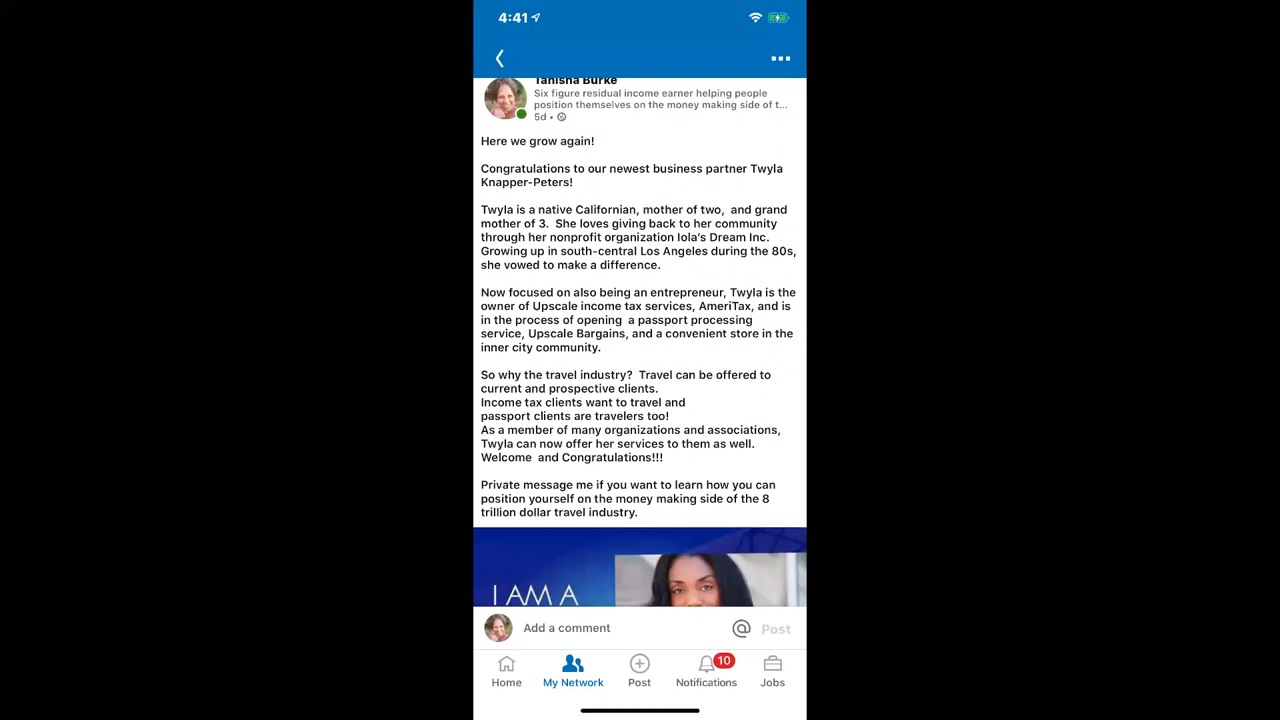 4:41
Tanisha Burke
Six figure residual income earner helping people
position themselves on the money making side of t...
5d •
Here we grow again!
Congratulations to our newest business partner Twyla
Knapper-Peters!
Twyla is a native Californian, mother of two,  and grand
mother of 3.  She loves giving back to her community
through her nonprofit organization Iola’s Dream Inc.
Growing up in south-central Los Angeles during the 80s,
she vowed to make a difference.
Now focused on also being an entrepreneur, Twyla is the
owner of Upscale income tax services, AmeriTax, and is
in the process of opening  a passport processing
service, Upscale Bargains, and a convenient store in the
inner city community.
So why the travel industry?  Travel can be offered to
current and prospective clients.
Income tax clients want to travel and
passport clients are travelers too!
As a member of many organizations and associations,
Twyla can now offer her services to them as well.
Welcome  and Congratulations!!!
Private message me if you want to learn how you can
position yourself on the money making side of the 8
trillion dollar travel industry.
I AM A
Add a comment
@ Post
10
Home My Network Post Notifications Jobs